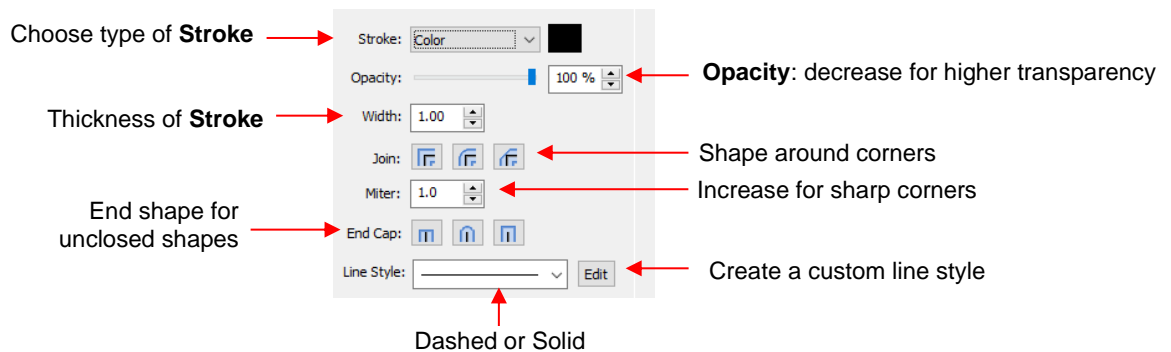 Choose type of Stroke
Stroke: Color
Opacity: 100 %
Opacity: decrease for higher transparency
Thickness of Stroke
Width: 1.00
Join:
Shape around corners
Miter: 1.0
Increase for sharp corners
End shape for
unclosed shapes
End Cap:
Line Style: Edit
Create a custom line style
Dashed or Solid